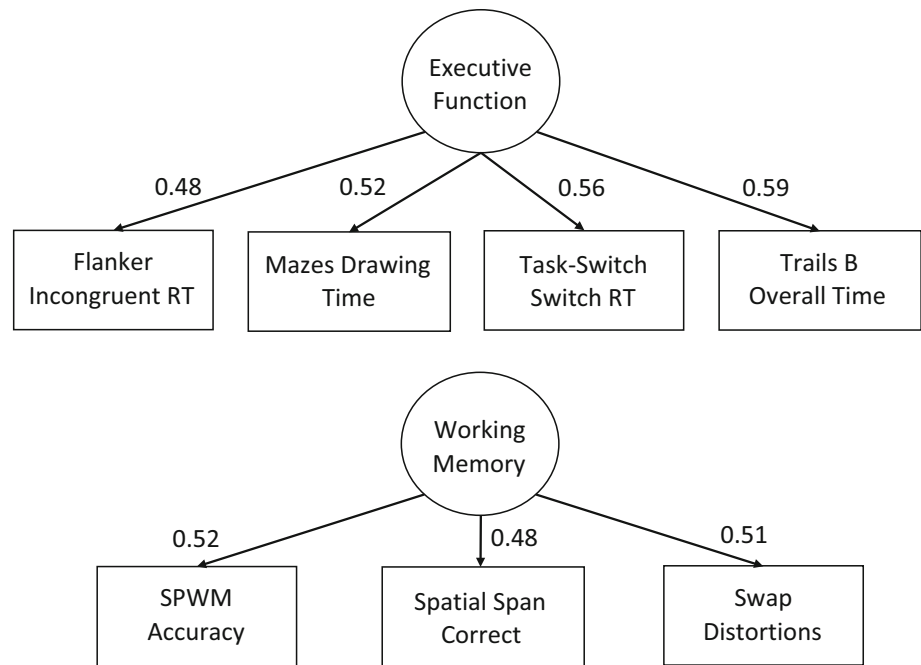 Executive
Function
0.48
0.52
0.56
0.59
Flanker
Incongruent RT
Mazes Drawing
Time
Task-Switch
Switch RT
Trails B
Overall Time
Working
Memory
0.52
0.48
0.51
SPWM
Accuracy
Spatial Span
Correct
Swap
Distortions